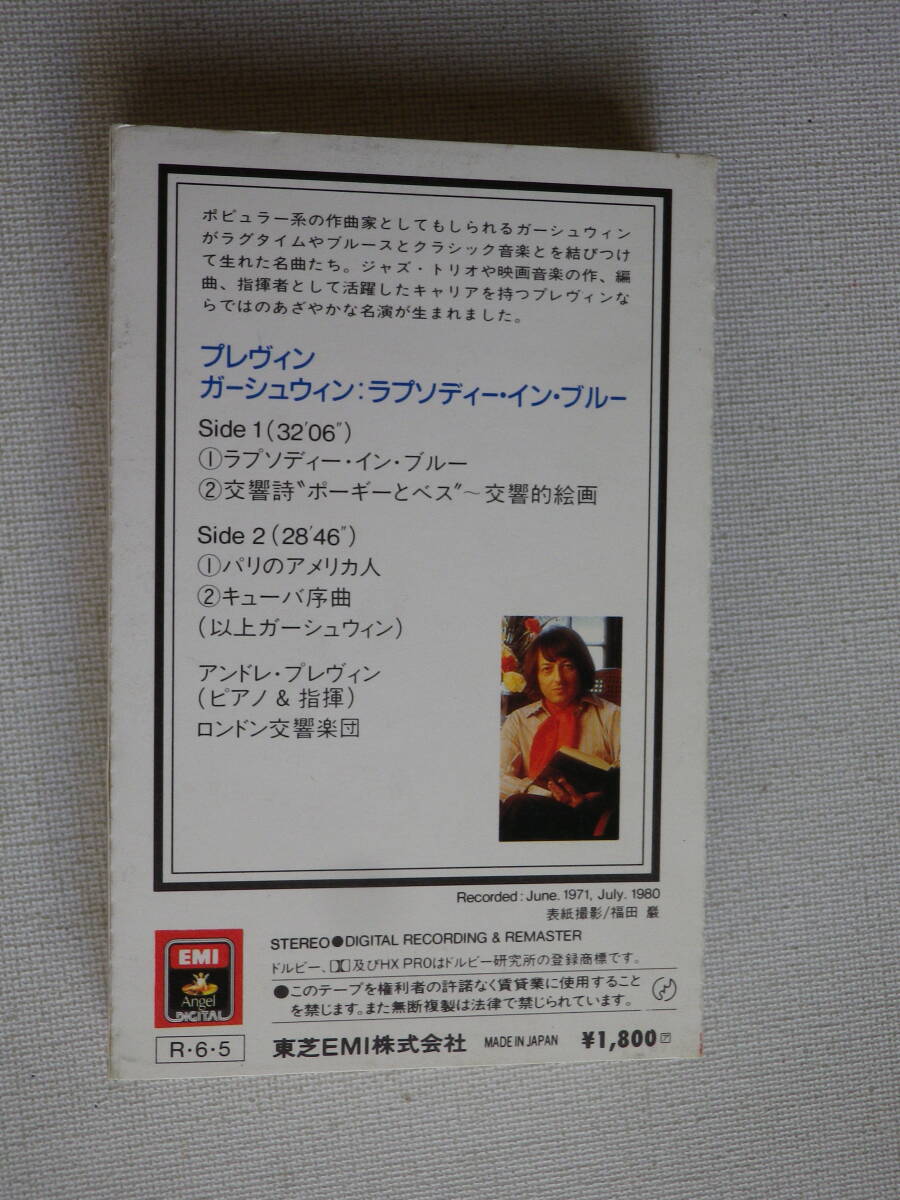 ポピュラー系の作曲家としてもしられるガーシュウィン
がラグタイムやブルースとクラシック音楽とを結びつけ
て生れた名曲たち。ジャズ・トリオや映画音楽の作、編
曲、指揮者として活躍したキャリアを持つプレヴィンな
らではのあざやかな名演が生まれました。
プレヴィン
ガーシュウィン:ラプソディー・イン・ブルー
Side 1(32′06″)
①ラプソディー・イン・ブルー
②交響詩〝ポーギーとベス〟〜交響的絵画
Side 2(28′46″)
①パリのアメリカ人
②キューバ序曲
(以上ガーシュウィン)
アンドレ・プレヴィン
(ピアノ & 指揮)
ロンドン交響楽団
Recorded : June. 1971, July. 1980
表紙撮影/福田 巌
STEREO●DIGITAL RECORDING & REMASTER
ドルビー、及びHX PROはドルビー研究所の登録商標です。
●このテープを権利者の許諾なく賃貸業に使用すること
を禁じます。また無断複製は法律で禁じられています。
EMI
Angel
DIGITAL
R・6・5
東芝EMI株式会社 MADE IN JAPAN ¥1,800